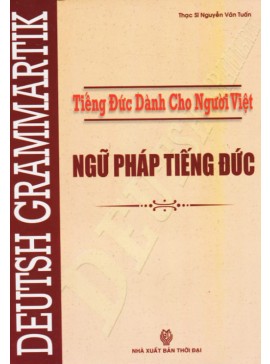 Thạc Sĩ Nguyễn Văn Tuấn
Tiếng Đức Dành Cho Người Việt
NGỮ PHÁP TIẾNG ĐỨC
DEUTSH GRAMMARTIK
NHÀ XUẤT BẢN THỜI ĐẠI